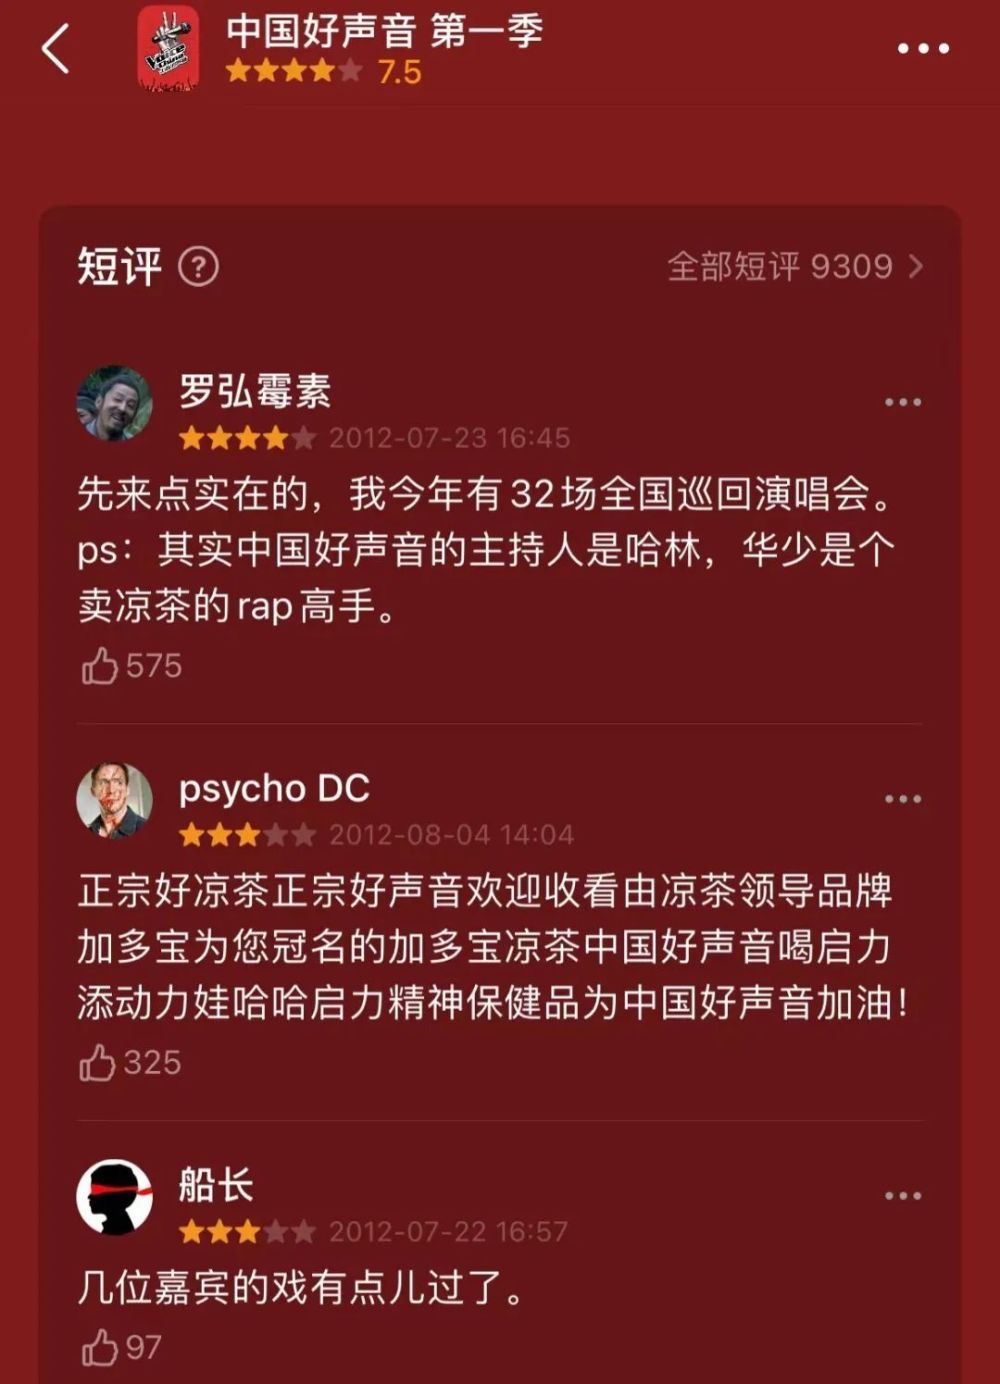 中国好声音 第一季
7.5
短评 ?
全部短评 9309 >
罗弘霉素
2012-07-23 16:45
先来点实在的，我今年有32场全国巡回演唱会。
ps：其实中国好声音的主持人是哈林，华少是个
卖凉茶的rap高手。
575
psycho DC
2012-08-04 14:04
正宗好凉茶正宗好声音欢迎收看由凉茶领导品牌
加多宝为您冠名的加多宝凉茶中国好声音喝启力
添动力娃哈哈启力精神保健品为中国好声音加油！
325
船长
2012-07-22 16:57
几位嘉宾的戏有点儿过了。
97